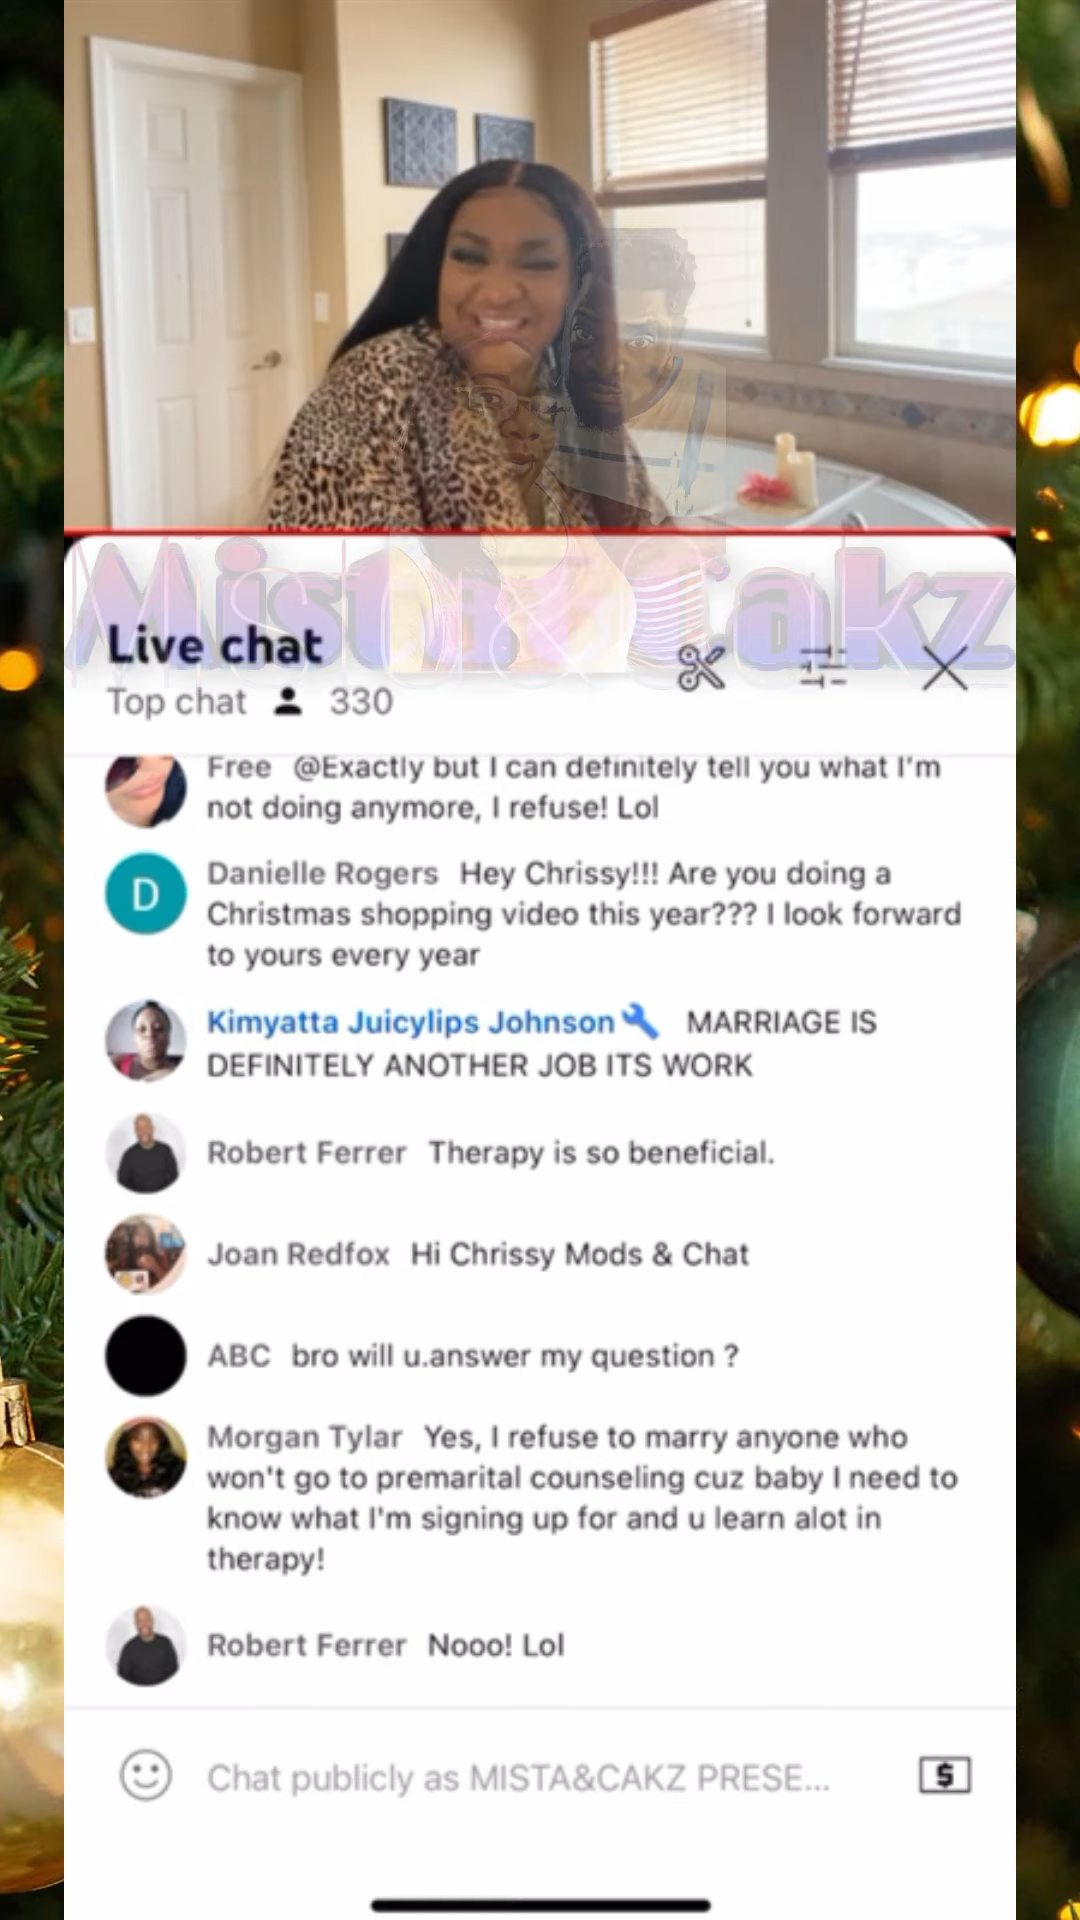 Mista&Cakz
Live chat
Top chat 330
Free @Exactly but I can definitely tell you what I'm
not doing anymore, I refuse! Lol
D
Danielle Rogers Hey Chrissy!!! Are you doing a
Christmas shopping video this year??? I look forward
to yours every year
Kimyatta Juicylips Johnson MARRIAGE IS
DEFINITELY ANOTHER JOB ITS WORK
Robert Ferrer Therapy is so beneficial.
Joan Redfox Hi Chrissy Mods & Chat
ABC bro will u.answer my question ?
Morgan Tylar Yes, I refuse to marry anyone who
won't go to premarital counseling cuz baby I need to
know what I'm signing up for and u learn alot in
therapy!
Robert Ferrer Nooo! Lol
Chat publicly as MISTA&CAKZ PRESE...
$